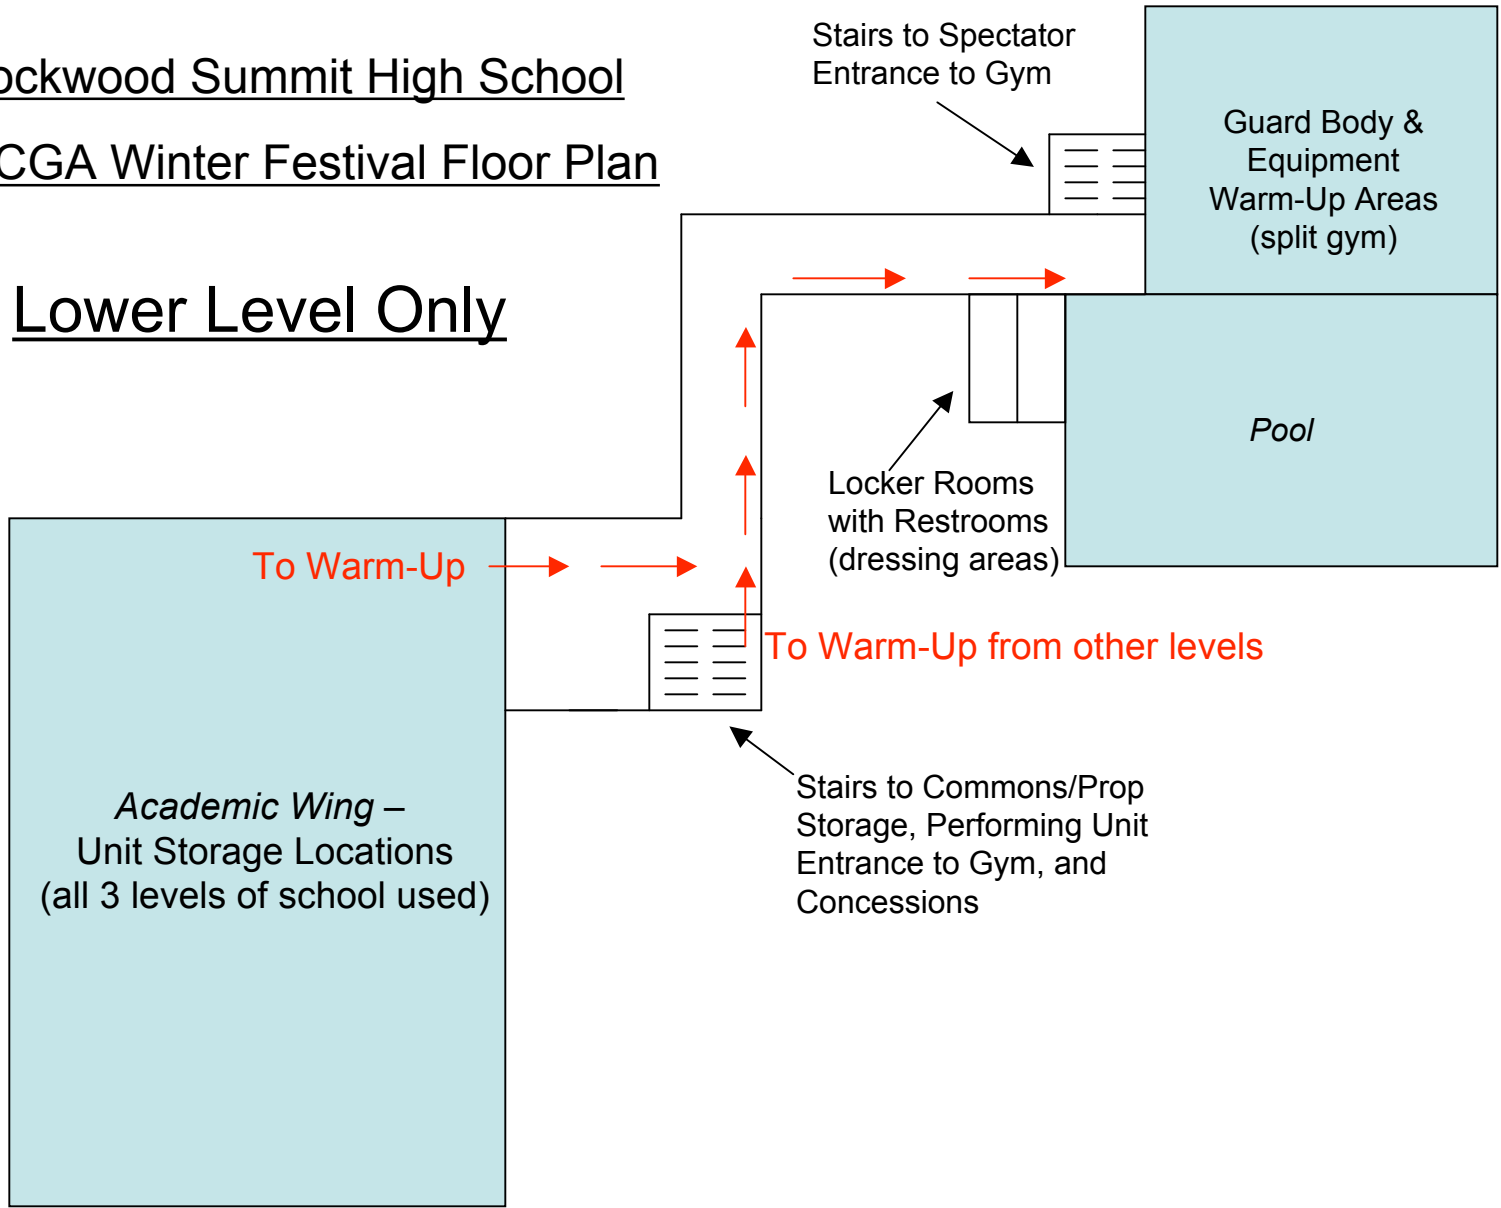 ockwood Summit High School
CGA Winter Festival Floor Plan
Lower Level Only
Stairs to Spectator
Entrance to Gym
Guard Body &
Equipment
Warm-Up Areas
(split gym)
Pool
Locker Rooms
with Restrooms
(dressing areas)
To Warm-Up
To Warm-Up from other levels
Stairs to Commons/Prop
Storage, Performing Unit
Entrance to Gym, and
Concessions
Academic Wing –
Unit Storage Locations
(all 3 levels of school used)